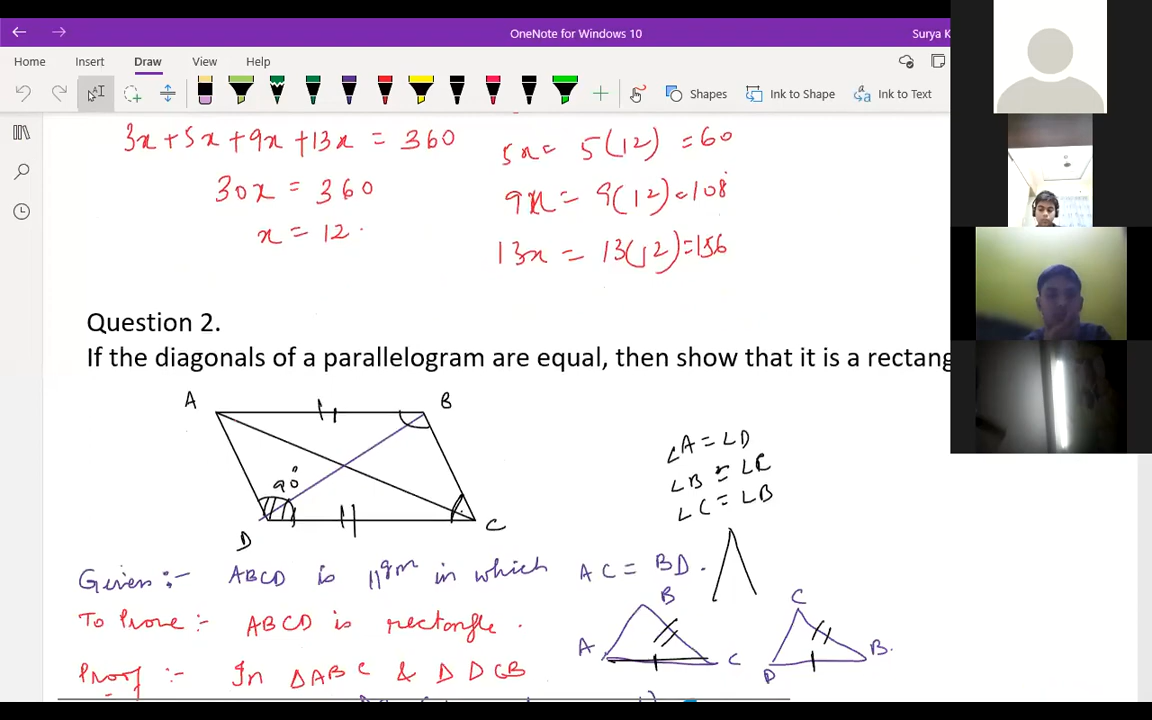 OneNote for Windows 10
Surya K
Home Insert Draw View Help
Shapes Ink to Shape Ink to Text
3x + 5x + 9x + 13x = 360
30x = 360
x = 12
5x = 5(12) = 60
9x = 9(12) = 108
13x = 13(12) = 156
Question 2.
If the diagonals of a parallelogram are equal, then show that it is a rectang
A B
90°
D C
∠A = ∠D
∠C = ∠B
Given :- ABCD is ||gm in which AC = BD.
To Prove :- ABCD is rectangle.
B C
A C D B.
Proof :- In ΔABC & Δ DCB